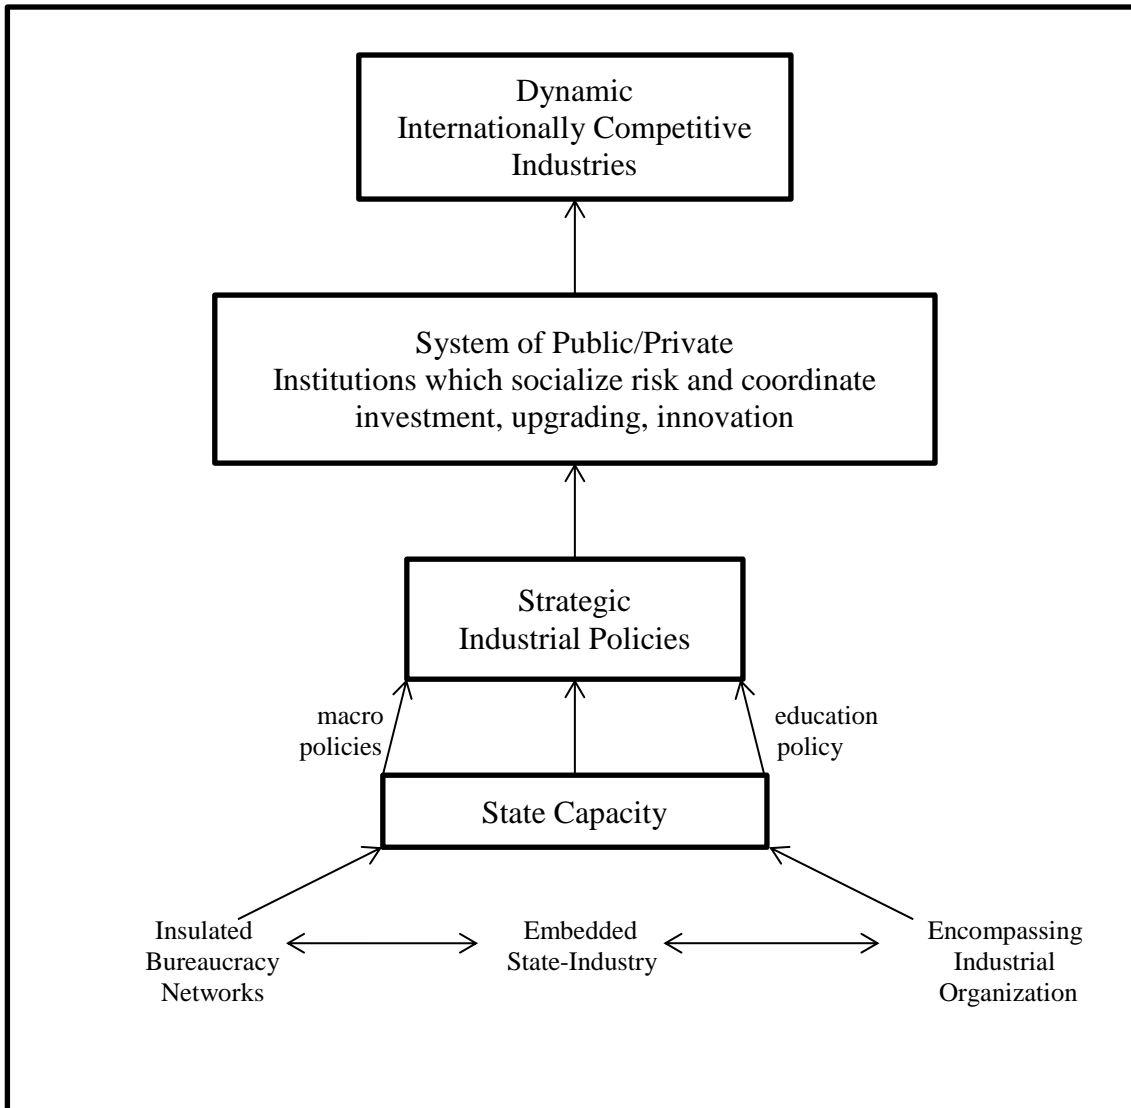 Dynamic
Internationally Competitive
Industries
System of Public/Private
Institutions which socialize risk and coordinate
investment, upgrading, innovation
Strategic
Industrial Policies
macro
policies
education
policy
State Capacity
Insulated
Bureaucracy
Networks
Embedded
State-Industry
Encompassing
Industrial
Organization